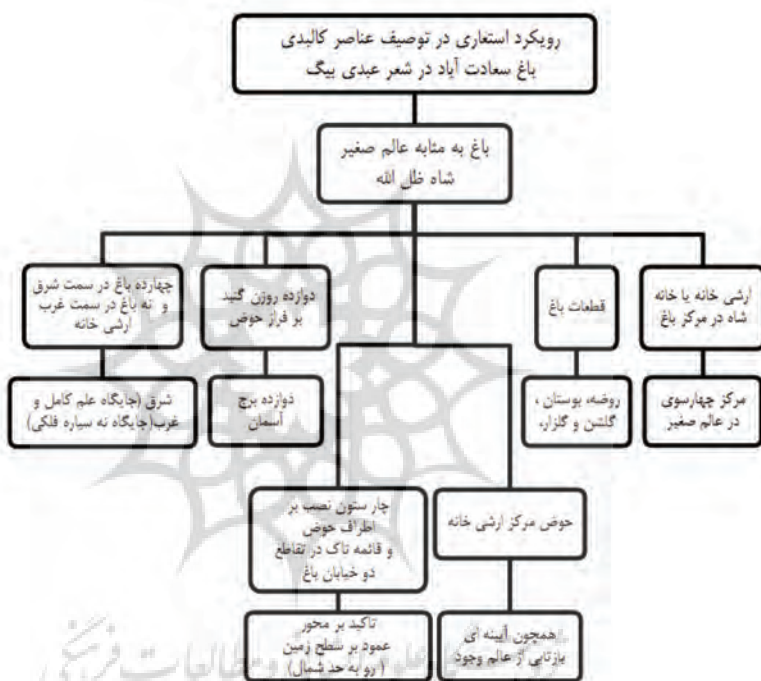 رویکرد استعاری در توصیف عناصر کالبدی
باغ سعادت آباد در شعر عبدی بیگ
باغ به مثابه عالم صغیر
شاه ظل الله
ارشی خانه یا خانه
شاه در مرکز باغ
قطعات باغ
دوازده روزن گنبد
بر فراز حوض
چهارده باغ در سمت شرق
و نه باغ در سمت غرب
ارشی خانه
مرکز چهارسوی
در عالم صغیر
روضه، بوستان ،
گلشن و گلزار.
دوازده برج
آسمان
شرق (جایگاه علم کامل و
غرب(جایگاه نه سیاره فلکی)
حوض مرکز ارشی خانه
چار ستون نصب بر
اطراف حوض
و قائمه تاک در تقاطع
دو خیابان باغ
همچون آیینه ای
بازتابی از عالم وجود
تاکید بر محور
عمود بر سطح زمین
( رو به حد شمال)
علوم و مطالعات فرهنگی